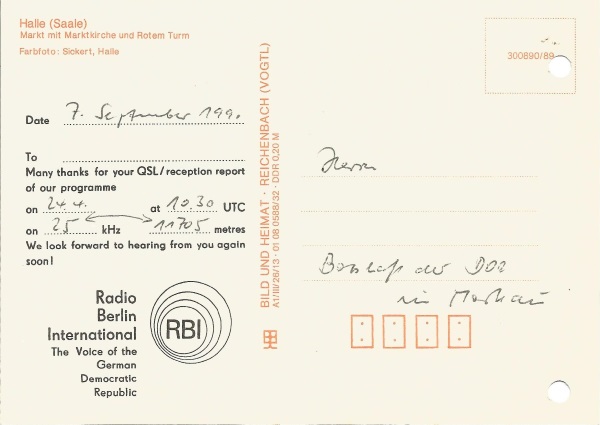 Halle (Saale)
Markt mit Marktkirche und Rotem Turm
Farbfoto: Sickert, Halle
300890/89
Date 7. September 1990
To
Many thanks for your QSL/reception report
of our programme
on 24.4. at 10.30 UTC
on 25 kHz 11705 metres
We look forward to hearing from you again
soon!
Radio
Berlin
International
The Voice of the
German
Democratic
Republic
RBI
BILD UND HEIMAT · REICHENBACH (VOGTL)
A1/III/26/13 · 01 08 0588/32 · DDR 0,20 M
Herrn
Botschaft der DDR
in Moskau